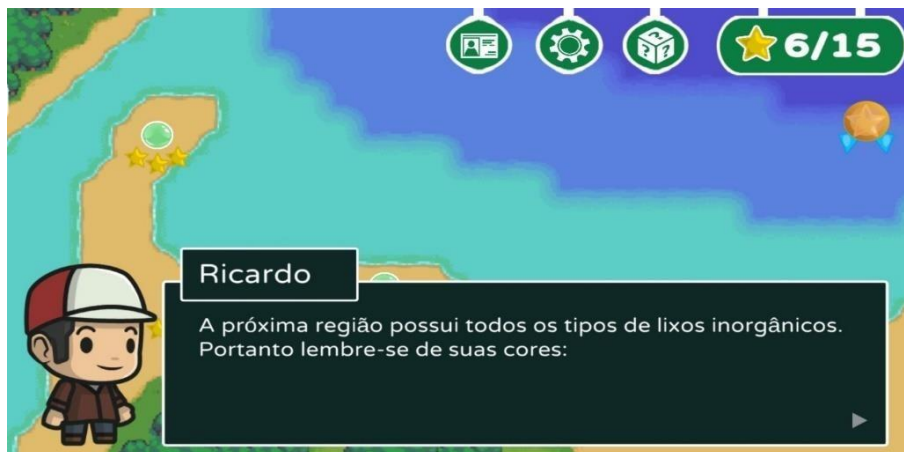 6/15
Ricardo
A próxima região possui todos os tipos de lixos inorgânicos.
Portanto lembre-se de suas cores: